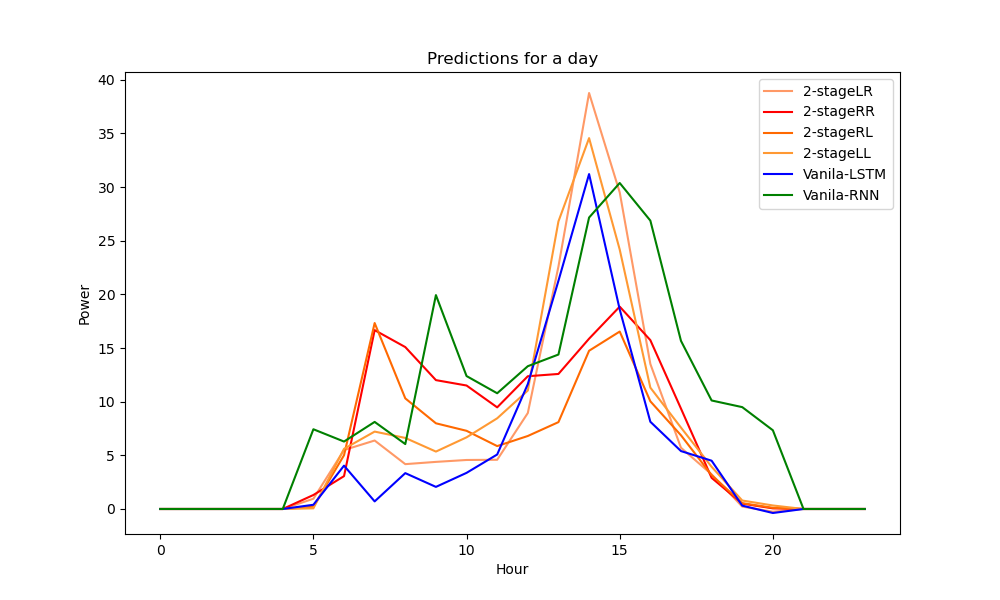 Predictions for a day
40
35
30
25
20
15
10
5
0
Power
0 5 10 15 20
Hour
2-stageLR
2-stageRR
2-stageRL
2-stageLL
Vanila-LSTM
Vanila-RNN